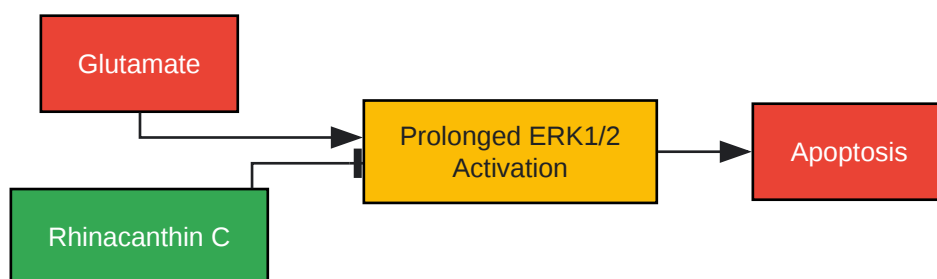 Glutamate
Prolonged ERK1/2
Activation
Apoptosis
Rhinacanthin C